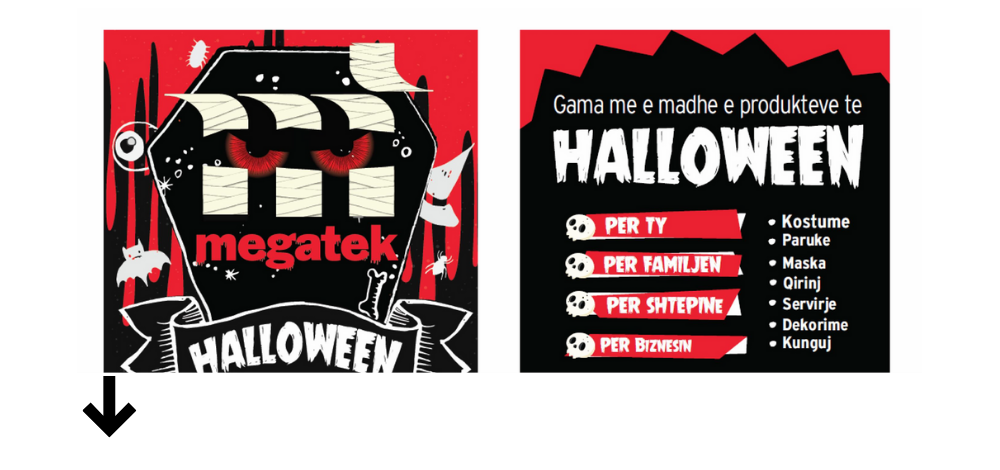 megatek
HALLOWEEN
Gama me e madhe e produkteve te
HALLOWEEN
PER TY
PER FAMILJEN
PER SHTEPINE
PER BIZNESIN
Kostume
Paruke
Maska
Qirinj
Servirje
Dekorime
Kunguj